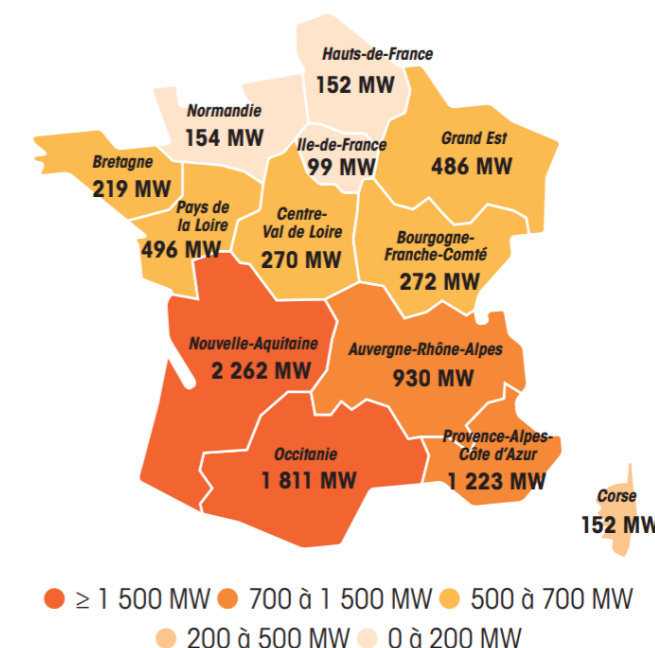 Hauts-de-France
152 MW
Normandie
154 MW
Ile-de-France
99 MW
Grand Est
486 MW
Bretagne
219 MW
Pays de
la Loire
496 MW
Centre-
Val de Loire
270 MW
Bourgogne-
Franche-Comté
272 MW
Nouvelle-Aquitaine
2 262 MW
Auvergne-Rhône-Alpes
930 MW
Occitanie
1 811 MW
Provence-Alpes-
Côte d'Azur
1 223 MW
Corse
152 MW
≥ 1 500 MW 700 à 1 500 MW 500 à 700 MW
200 à 500 MW 0 à 200 MW